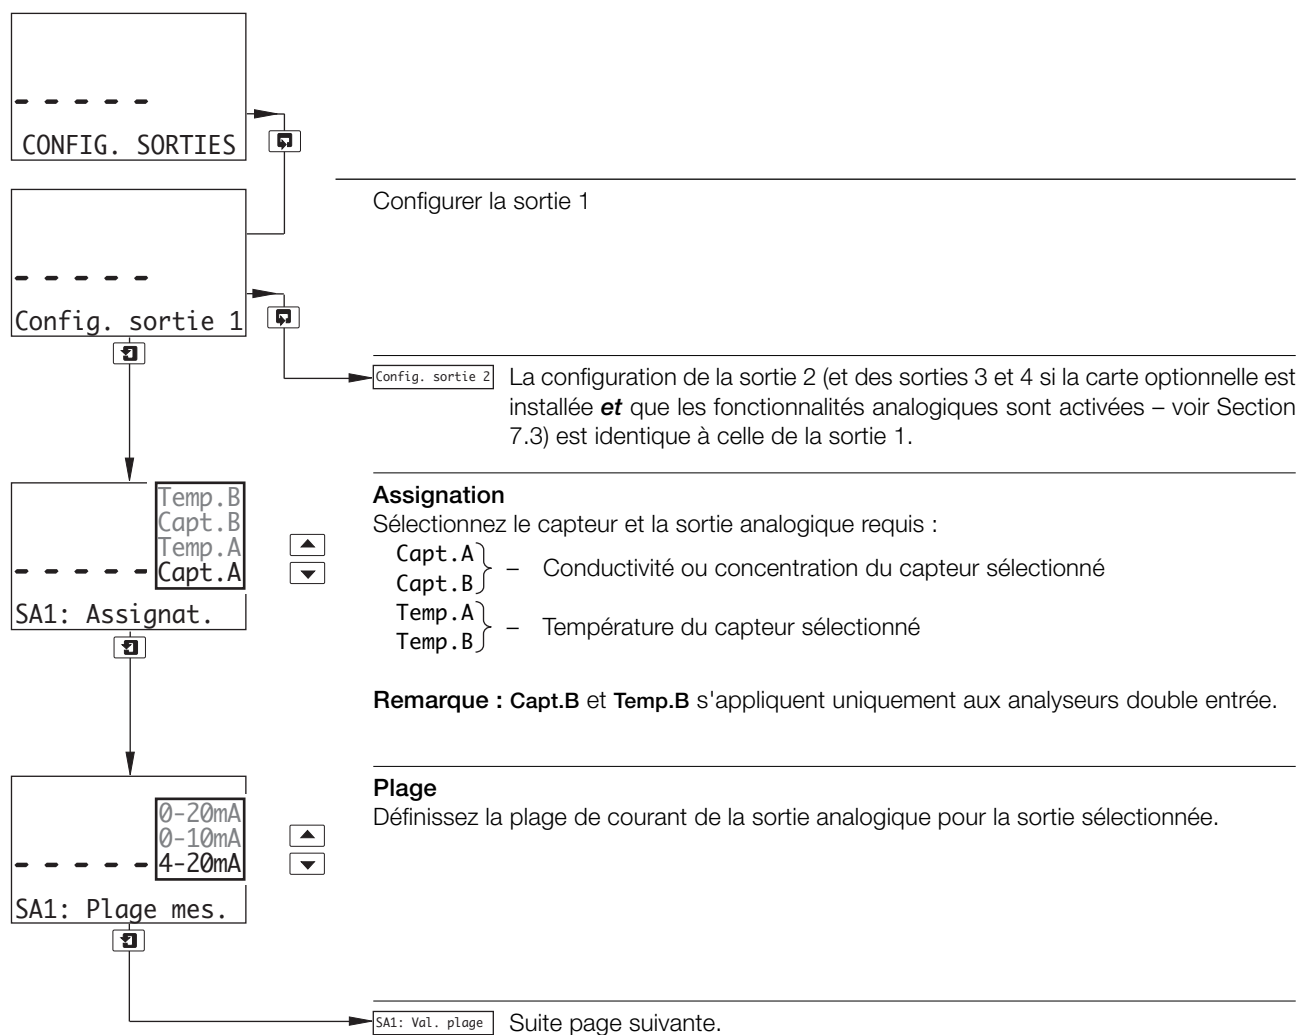 - - - - -
CONFIG. SORTIES
Configurer la sortie 1
- - - - -
Config. sortie 1
Config. sortie 2
La configuration de la sortie 2 (et des sorties 3 et 4 si la carte optionnelle est
installée et que les fonctionnalités analogiques sont activées – voir Section
7.3) est identique à celle de la sortie 1.
Temp.B
Capt.B
Temp.A
- - - - - Capt.A
SA1: Assignat.
Assignation
Sélectionnez le capteur et la sortie analogique requis :
Capt.A
Capt.B
– Conductivité ou concentration du capteur sélectionné
Temp.A
Temp.B
– Température du capteur sélectionné
Remarque : Capt.B et Temp.B s'appliquent uniquement aux analyseurs double entrée.
0-20mA
0-10mA
- - - - - 4-20mA
SA1: Plage mes.
Plage
Définissez la plage de courant de la sortie analogique pour la sortie sélectionnée.
SA1: Val. plage
Suite page suivante.